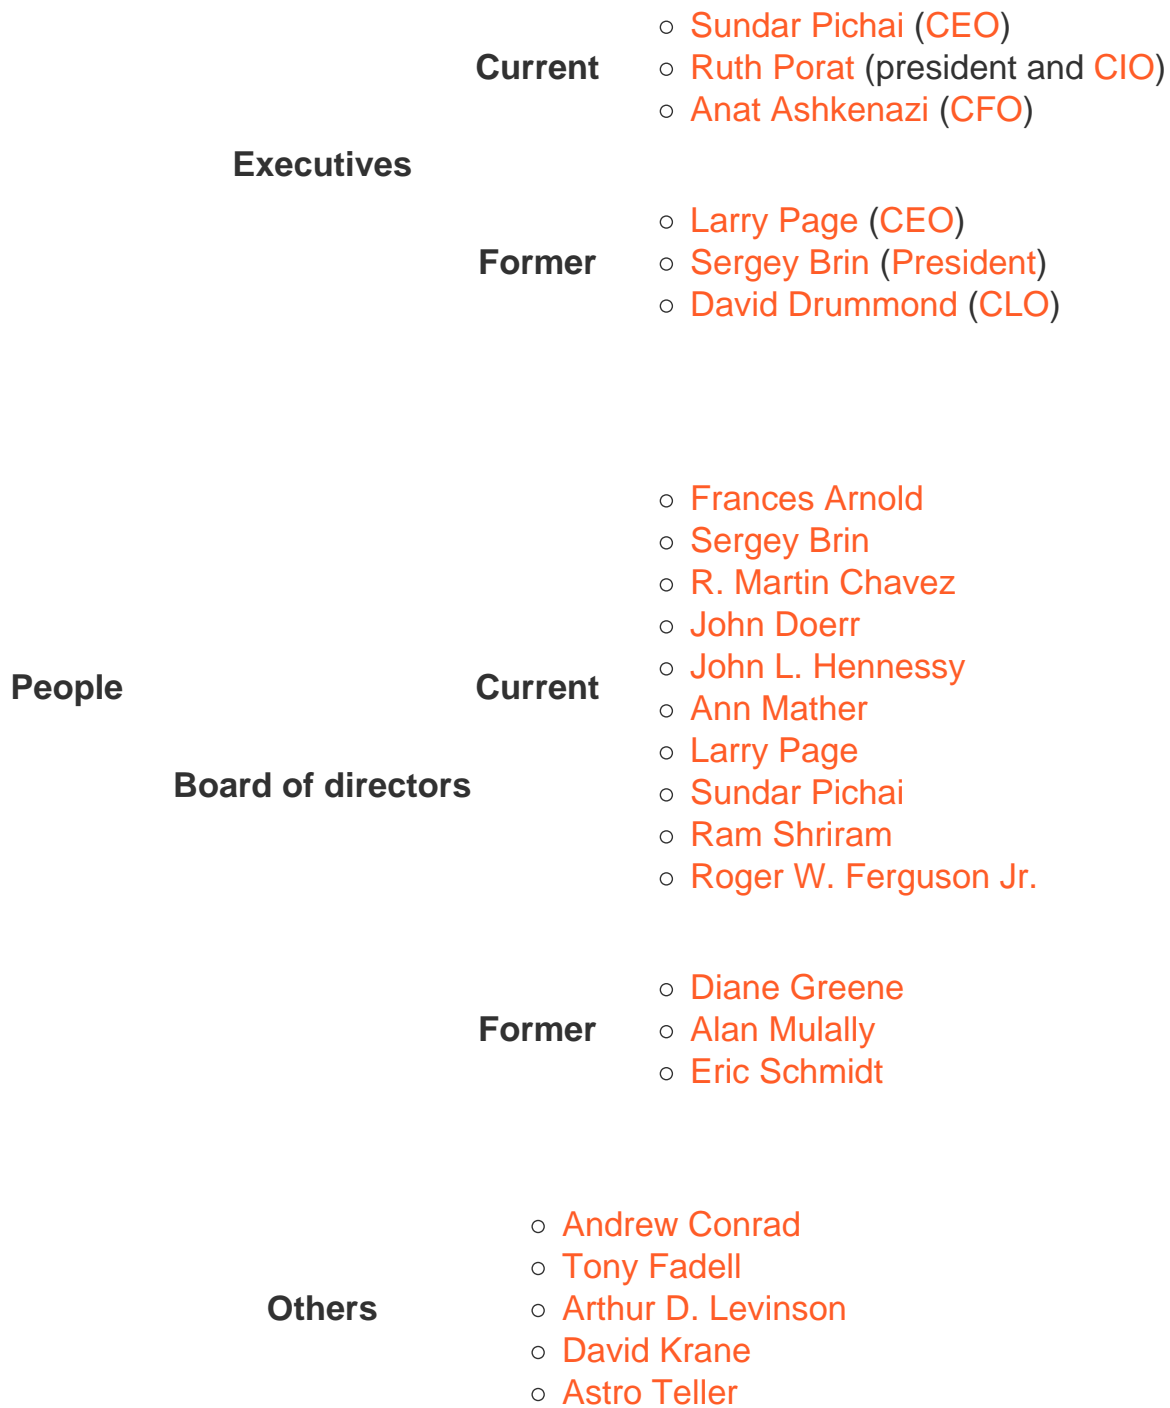 People
Executives
Current
Sundar Pichai (CEO)
Ruth Porat (president and CIO)
Anat Ashkenazi (CFO)
Former
Larry Page (CEO)
Sergey Brin (President)
David Drummond (CLO)
Board of directors
Current
Frances Arnold
Sergey Brin
R. Martin Chavez
John Doerr
John L. Hennessy
Ann Mather
Larry Page
Sundar Pichai
Ram Shriram
Roger W. Ferguson Jr.
Former
Diane Greene
Alan Mulally
Eric Schmidt
Others
Andrew Conrad
Tony Fadell
Arthur D. Levinson
David Krane
Astro Teller